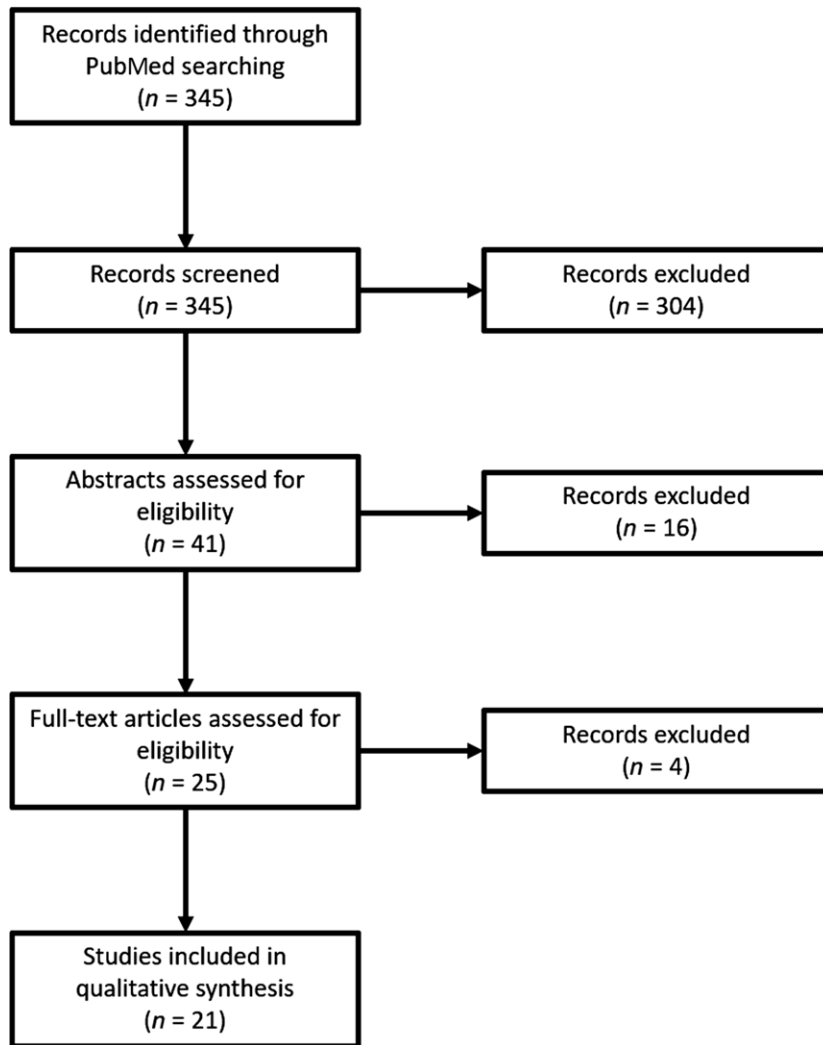 Records identified through
PubMed searching
(n = 345)
Records screened
(n = 345)
Records excluded
(n = 304)
Abstracts assessed for
eligibility
(n = 41)
Records excluded
(n = 16)
Full-text articles assessed for
eligibility
(n = 25)
Records excluded
(n = 4)
Studies included in
qualitative synthesis
(n = 21)